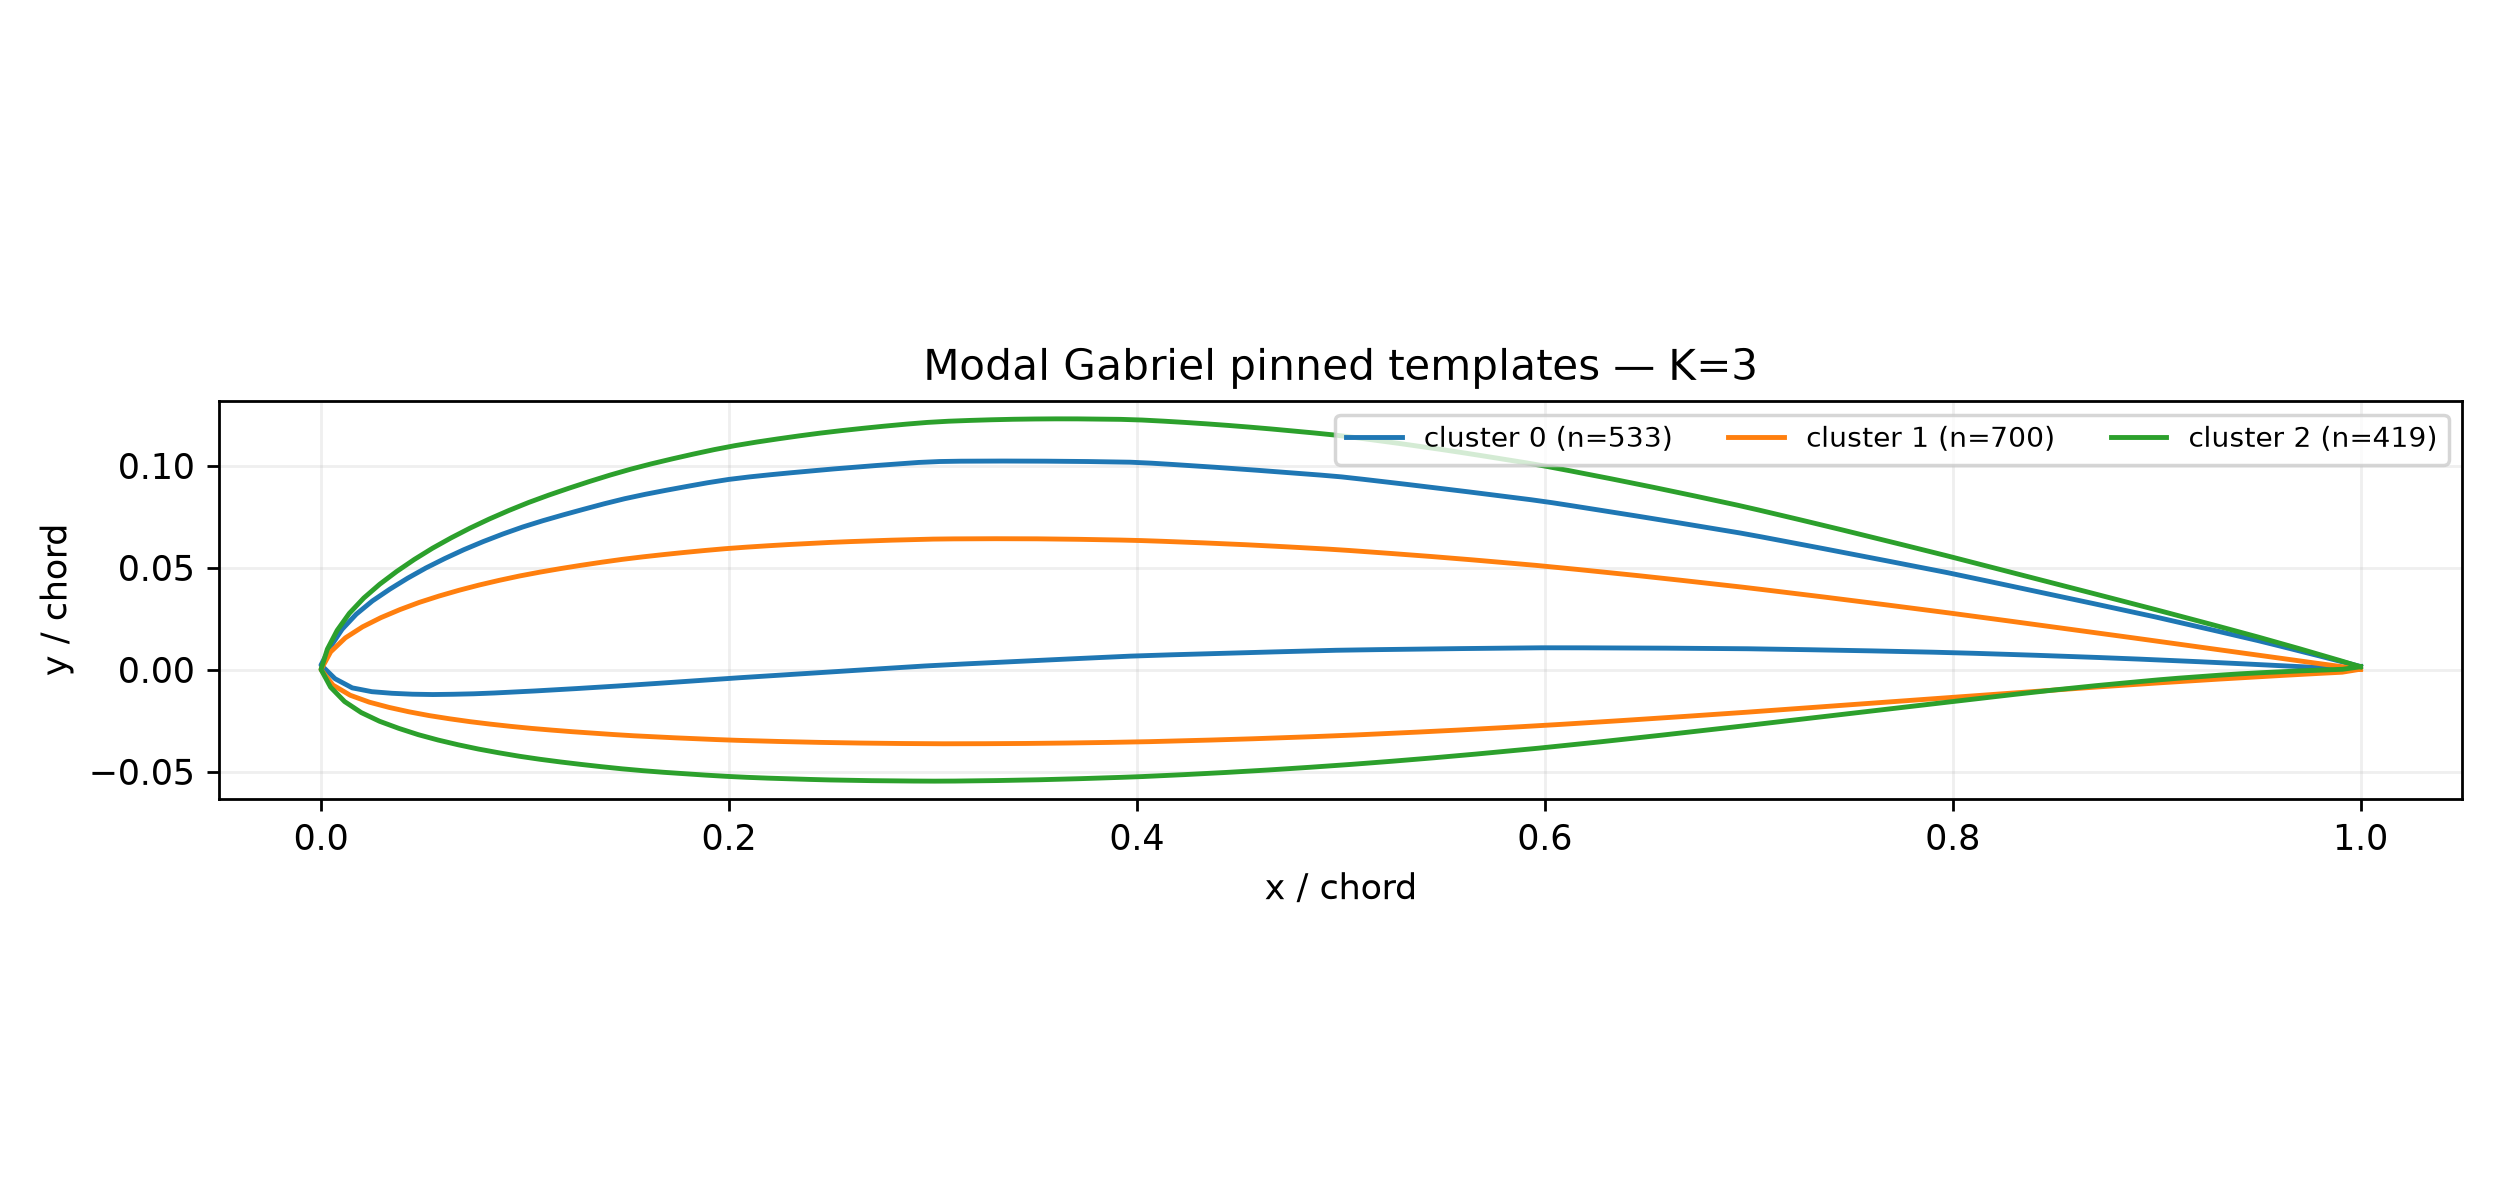 Modal Gabriel pinned templates — K=3
cluster 0 (n=533) cluster 1 (n=700) cluster 2 (n=419)
y / chord
0.10
0.05
0.00
−0.05
0.0 0.2 0.4 0.6 0.8 1.0
x / chord